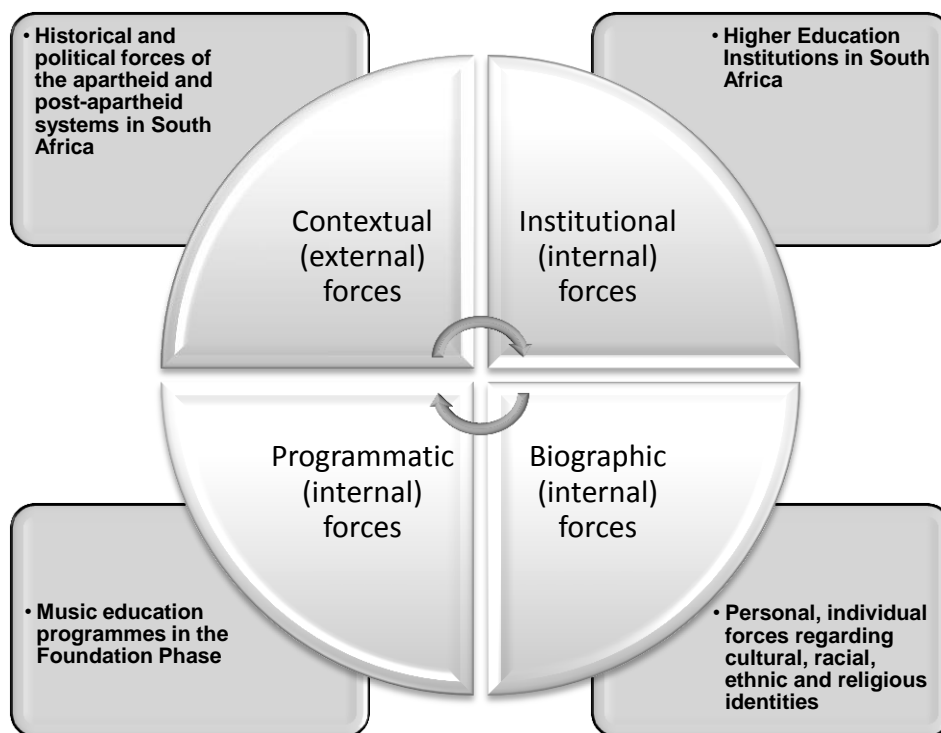 • Historical and
political forces of
the apartheid and
post-apartheid
systems in South
Africa
• Higher Education
Institutions in South
Africa
Contextual
(external)
forces
Institutional
(internal)
forces
Programmatic
(internal)
forces
Biographic
(internal)
forces
• Music education
programmes in the
Foundation Phase
• Personal, individual
forces regarding
cultural, racial,
ethnic and religious
identities